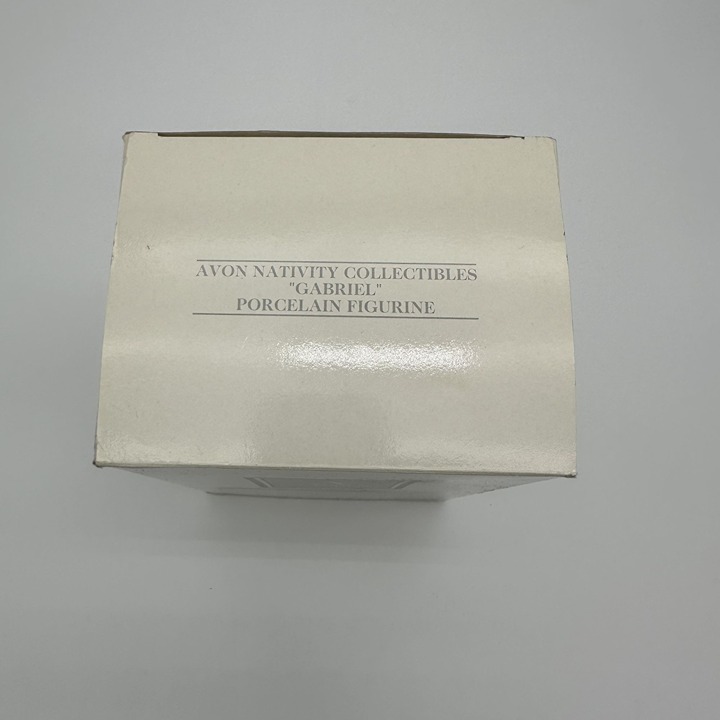 AVON NATIVITY COLLECTIBLES
"GABRIEL"
PORCELAIN FIGURINE